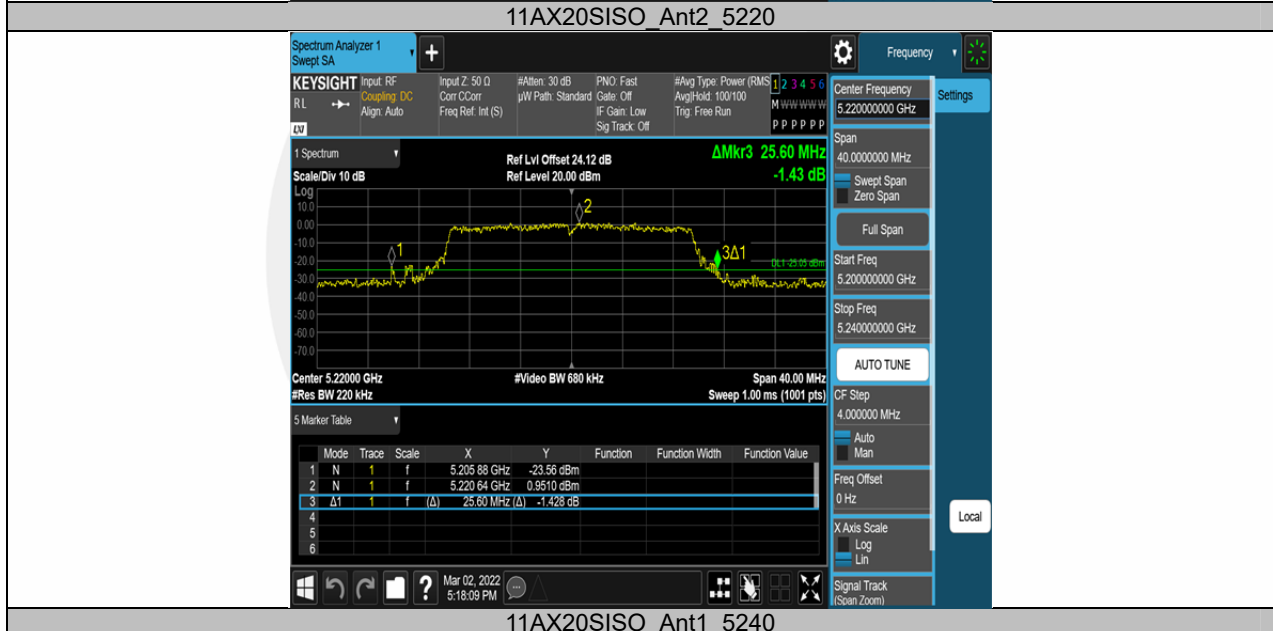 11AX20SISO_Ant2_5220
Spectrum Analyzer 1
Swept SA
Frequency
KEYSIGHT
RL
LXI
Input: RF
Coupling: DC
Align: Auto
Input Z: 50 Ω
Corr CCorr
Freq Ref: Int (S)
#Atten: 30 dB
µW Path: Standard
PNO: Fast
Gate: Off
IF Gain: Low
Sig Track: Off
#Avg Type: Power (RMS
Avg|Hold: 100/100
Trig: Free Run
1 2 3 4 5 6
M W W W W W
P P P P P P
1 Spectrum
Scale/Div 10 dB
Ref Lvl Offset 24.12 dB
Ref Level 20.00 dBm
ΔMkr3 25.60 MHz
-1.43 dB
Log
10.0
0.00
-10.0
-20.0
-30.0
-40.0
-50.0
-60.0
-70.0
1
2
3Δ1
DL1 -25.05 dBm
Center 5.22000 GHz
#Res BW 220 kHz
#Video BW 680 kHz
Span 40.00 MHz
Sweep 1.00 ms (1001 pts)
5 Marker Table
Mode Trace Scale X Y Function Function Width Function Value
1 N 1 f 5.205 88 GHz -23.56 dBm
2 N 1 f 5.220 64 GHz 0.9510 dBm
3 Δ1 1 f (Δ) 25.60 MHz (Δ) -1.428 dB
4
5
6
Mar 02, 2022
5:18:09 PM
Center Frequency
5.220000000 GHz
Settings
Span
40.0000000 MHz
Swept Span
Zero Span
Full Span
Start Freq
5.200000000 GHz
Stop Freq
5.240000000 GHz
AUTO TUNE
CF Step
4.000000 MHz
Auto
Man
Freq Offset
0 Hz
X Axis Scale
Log
Lin
Local
Signal Track
(Span Zoom)
11AX20SISO_Ant1_5240